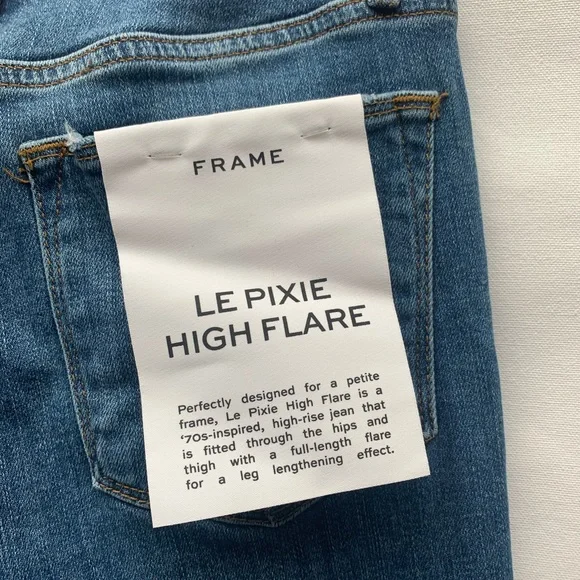 FRAME
LE PIXIE
HIGH FLARE
Perfectly designed for a petite
frame, Le Pixie High Flare is a
‘70s-inspired, high-rise jean that
is fitted through the hips and
thigh with a full-length flare
for a leg lengthening effect.